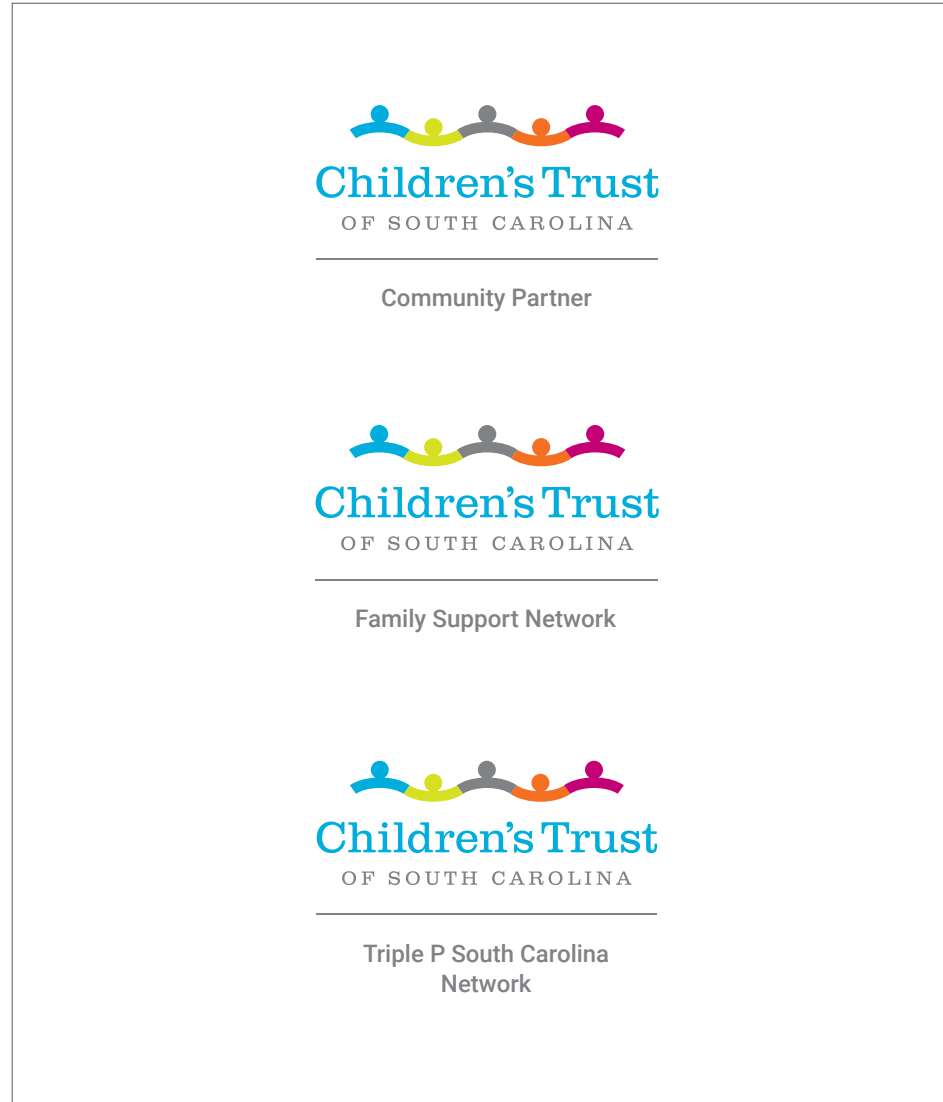 Children's Trust
OF SOUTH CAROLINA
Community Partner
Children's Trust
OF SOUTH CAROLINA
Family Support Network
Children's Trust
OF SOUTH CAROLINA
Triple P South Carolina
Network